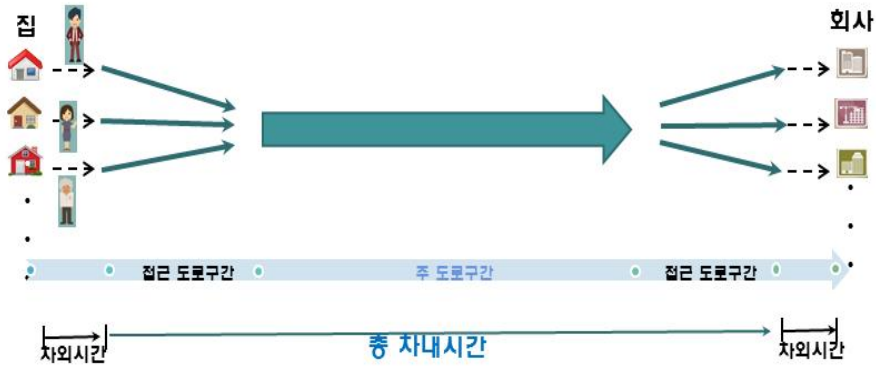 집
회사
접근 도로구간
주 도로구간
접근 도로구간
차외시간
총 차내시간
차외시간